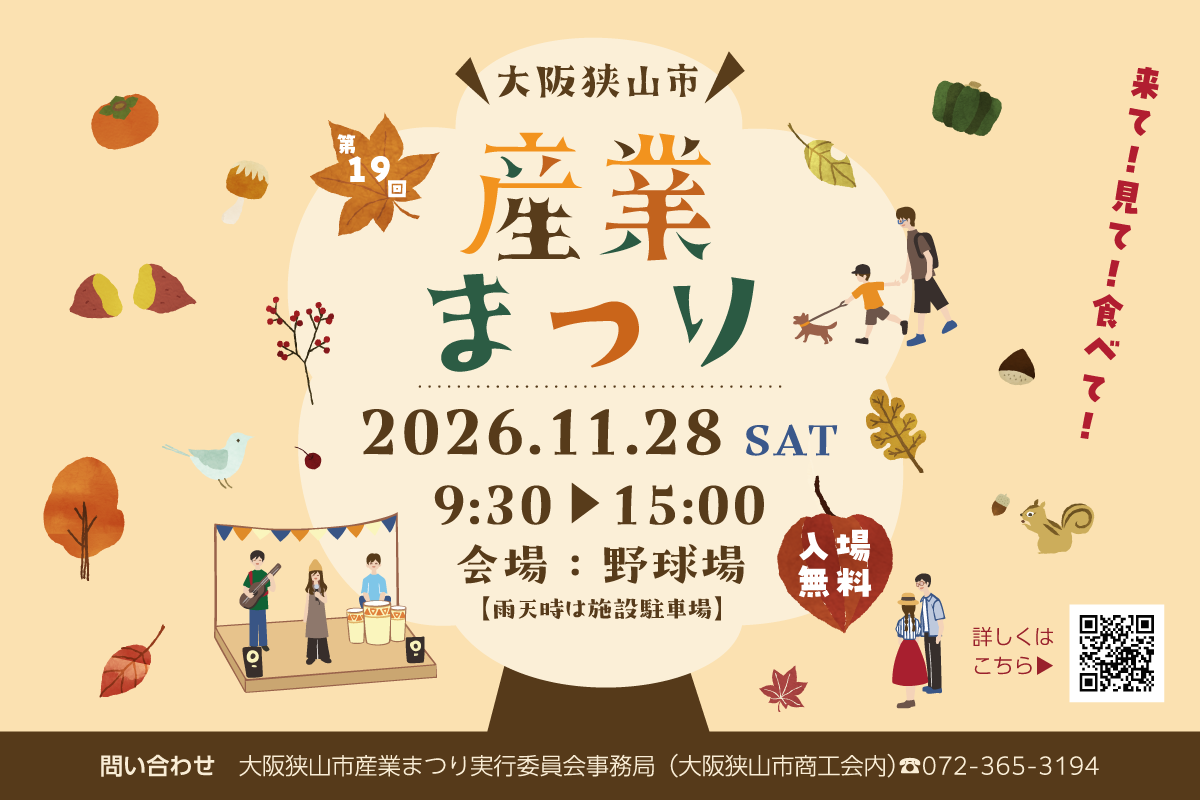 大阪狭山市
第
19
回
産業
まつり
来て！見て！食べて！
2026.11.28 SAT
9:30▶15:00
会場：野球場
【雨天時は施設駐車場】
入場
無料
詳しくは
こちら▶
問い合わせ　大阪狭山市産業まつり実行委員会事務局（大阪狭山市商工会内）☎072-365-3194